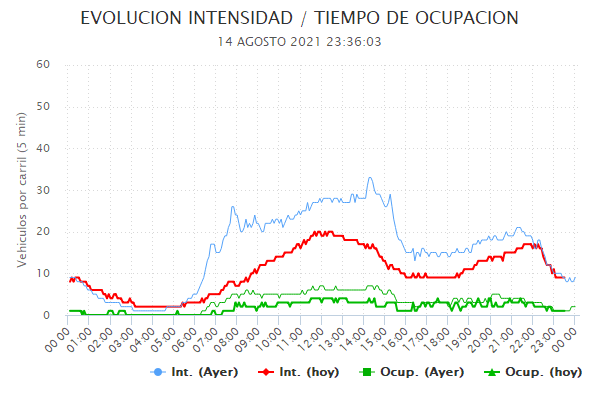 EVOLUCION INTENSIDAD / TIEMPO DE OCUPACION
14 AGOSTO 2021 23:36:03
Vehiculos por carril (5 min)
60
50
40
30
20
10
0
00:00 01:00 02:00 03:00 04:00 05:00 06:00 07:00 08:00 09:00 10:00 11:00 12:00 13:00 14:00 15:00 16:00 17:00 18:00 19:00 20:00 21:00 22:00 23:00 00:00
Int. (Ayer) Int. (hoy) Ocup. (Ayer) Ocup. (hoy)